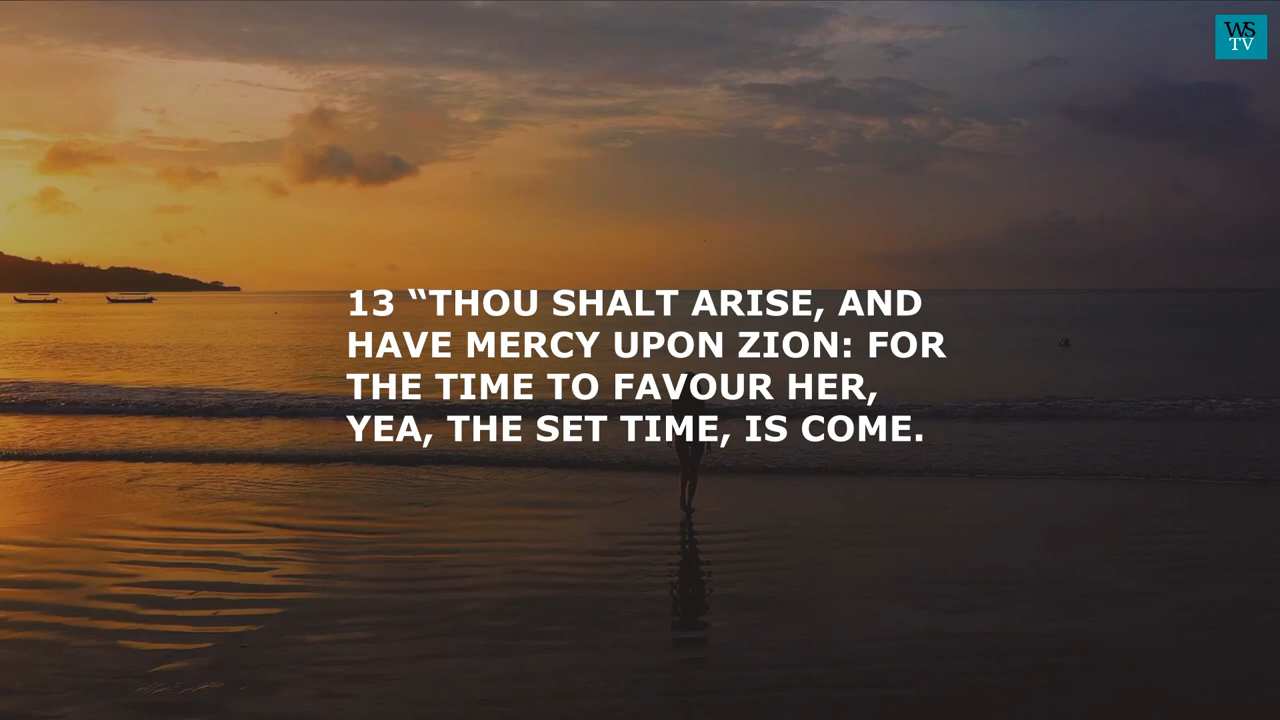 WS
TV
13 “THOU SHALT ARISE, AND
HAVE MERCY UPON ZION: FOR
THE TIME TO FAVOUR HER,
YEA, THE SET TIME, IS COME.